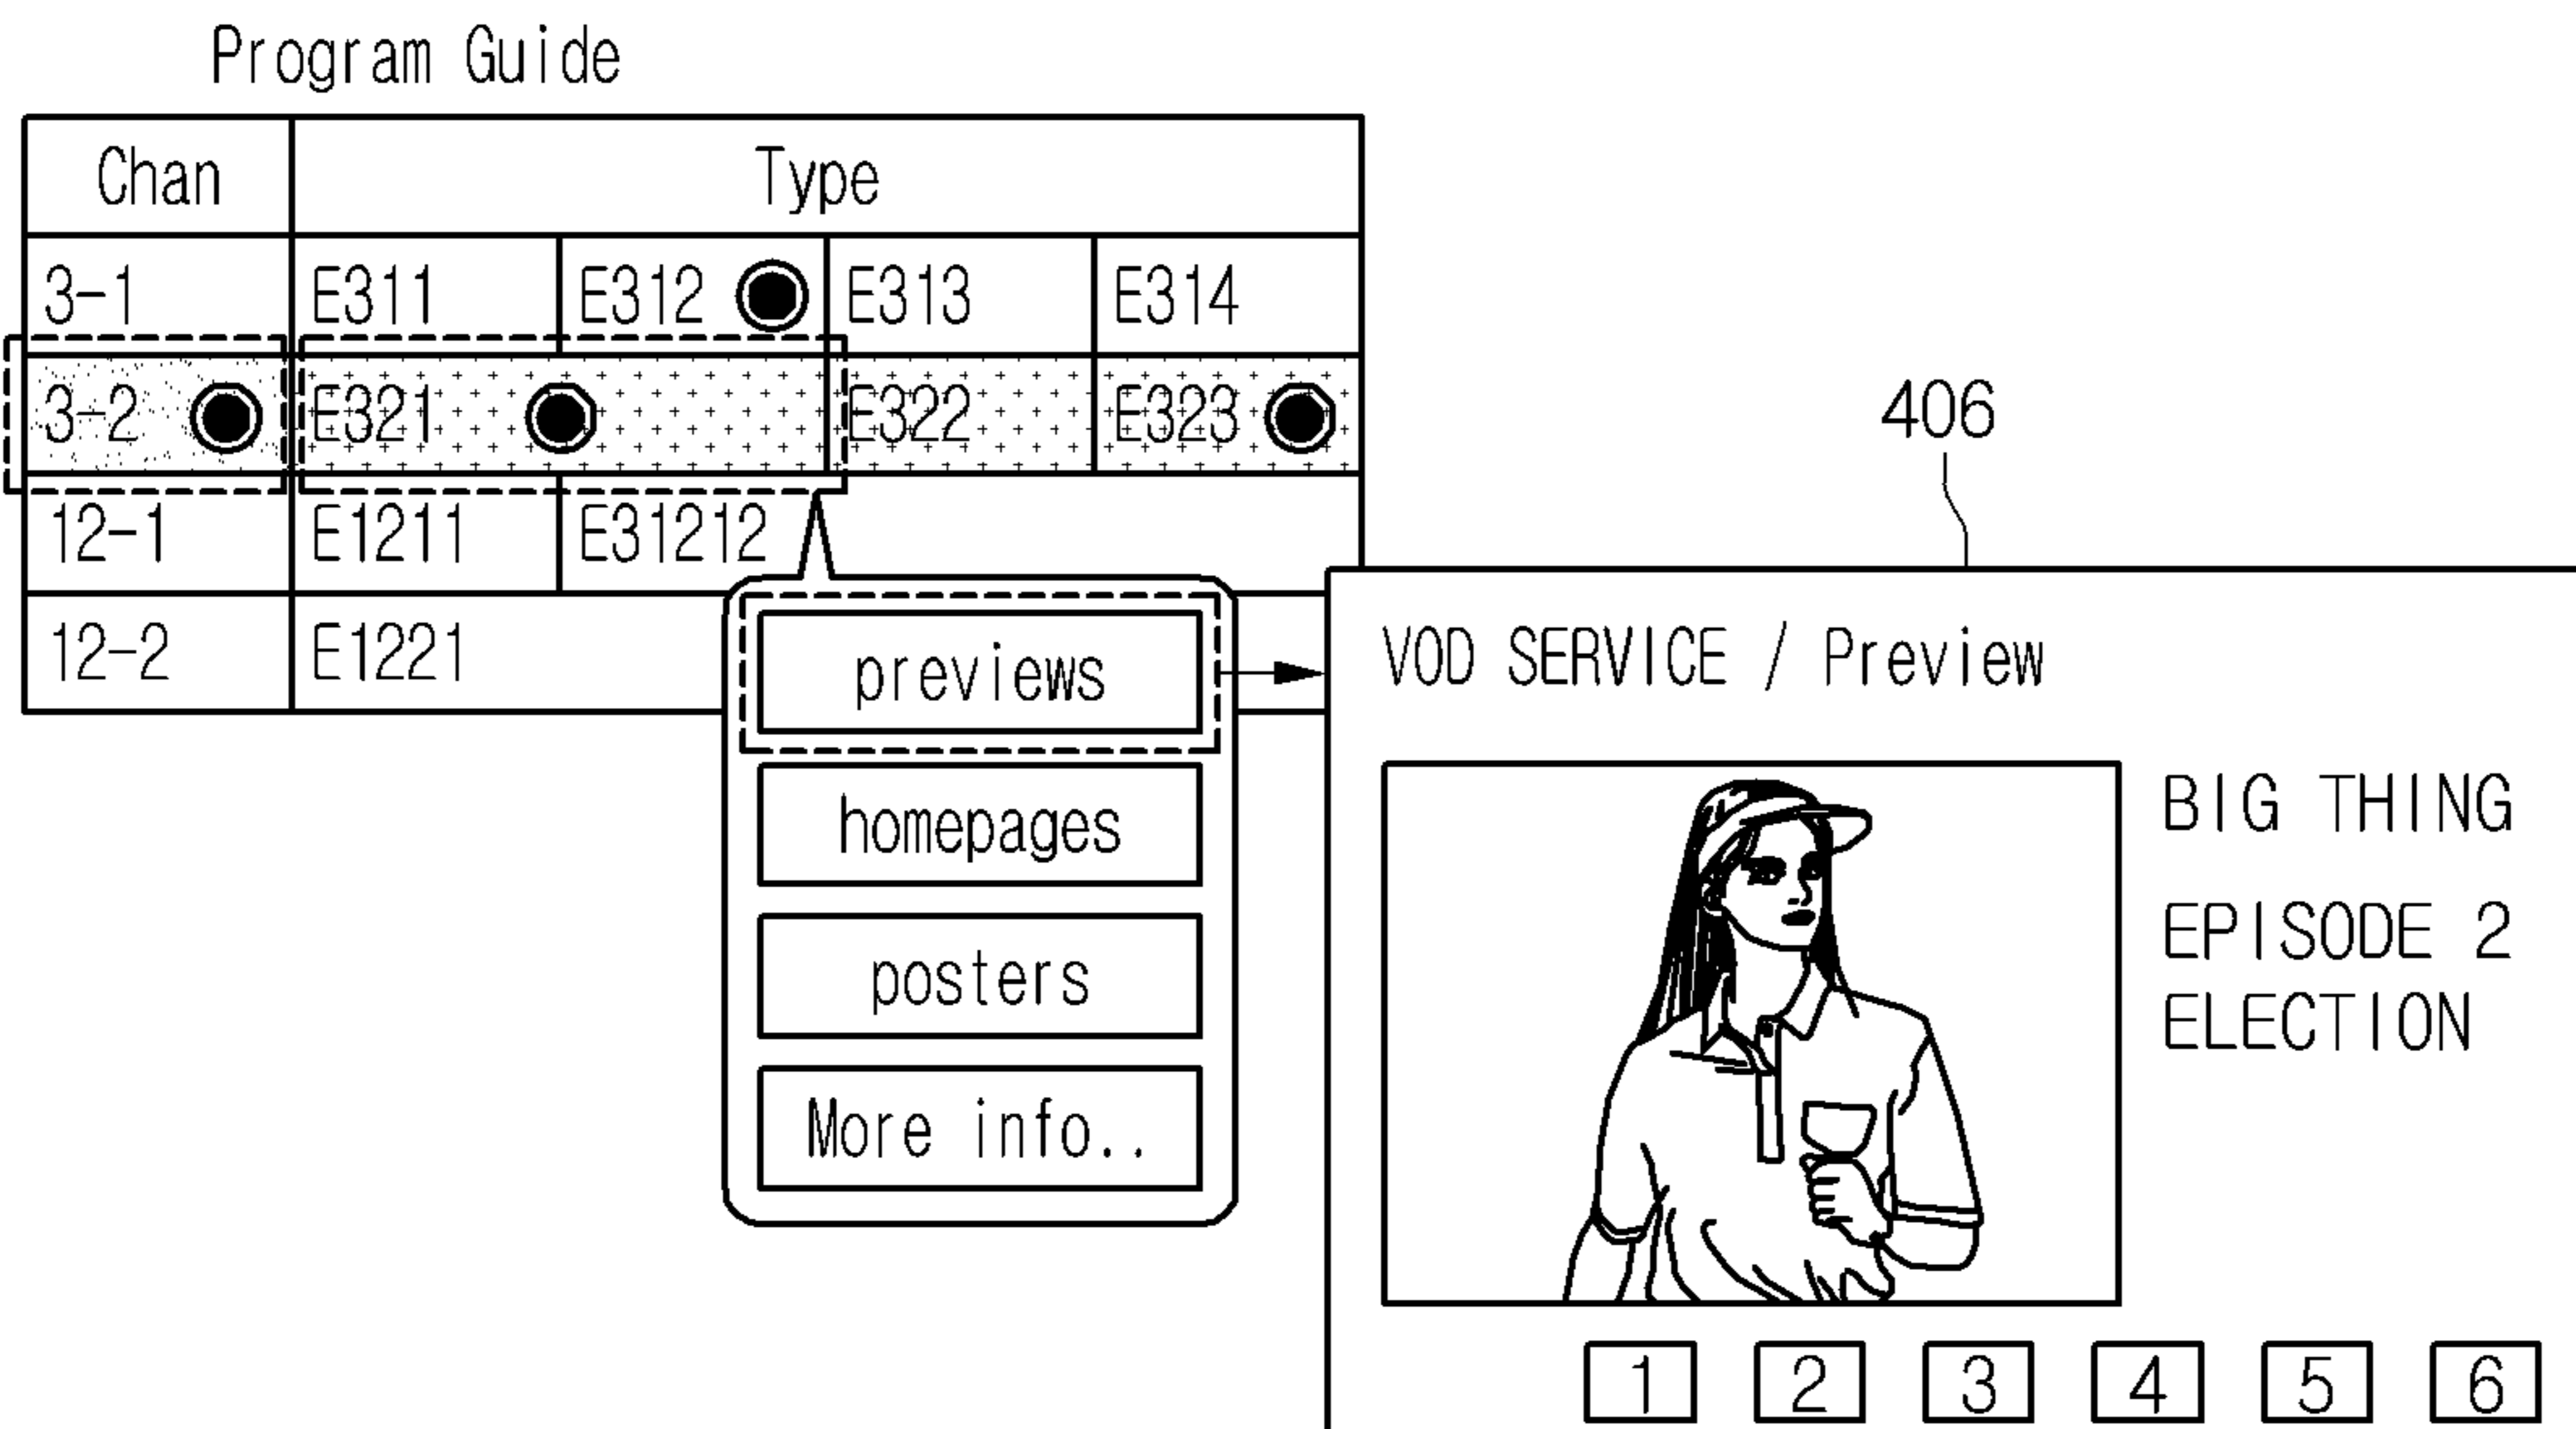 Program Guide
Chan Type
3-1 E311 E312 E313 E314
3-2 E321 E322 E323
12-1 E1211 E31212
12-2 E1221
previews
homepages
posters
More info..
406
VOD SERVICE / Preview
BIG THING
EPISODE 2
ELECTION
1 2 3 4 5 6